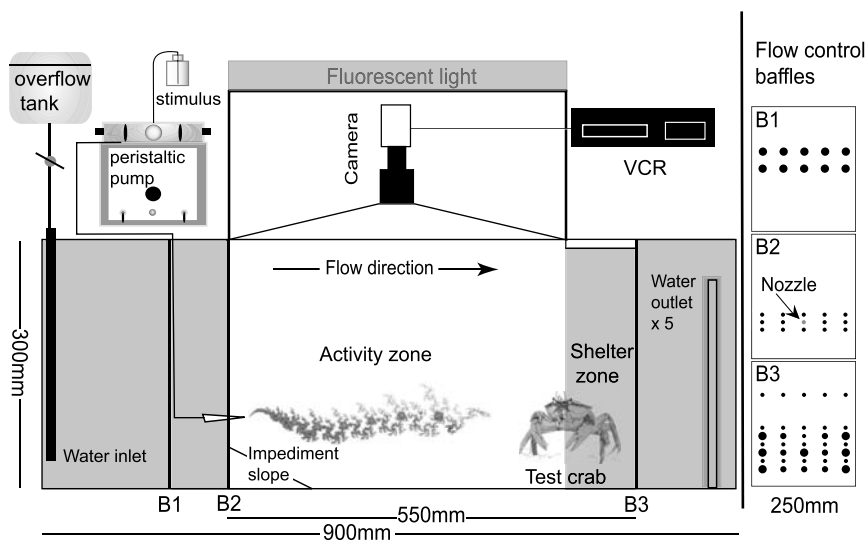 overflow
tank
stimulus
peristaltic
pump
Fluorescent light
Camera
VCR
Flow control
baffles
B1
B2
Nozzle
B3
250mm
Flow direction
Water
outlet
x 5
Activity zone
Shelter
zone
300mm
Water inlet
Impediment
slope
Test crab
B1
B2
B3
550mm
900mm